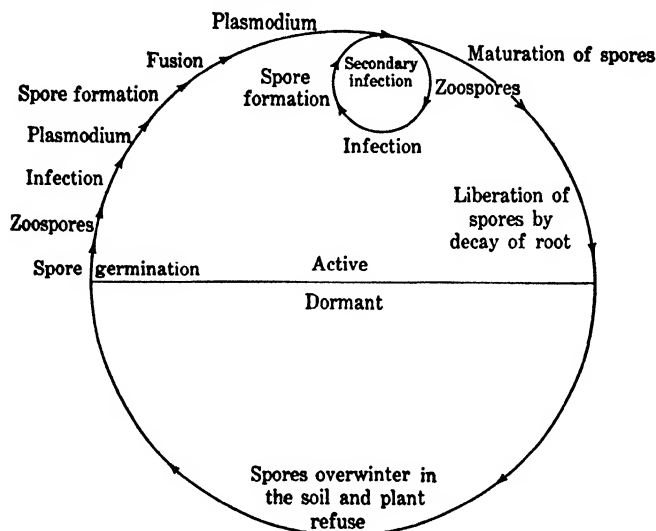 Plasmodium
Maturation of spores
Fusion
Secondary
infection
Spore
formation
Zoospores
Spore formation
Plasmodium
Infection
Infection
Zoospores
Liberation of
spores by
decay of root
Spore germination
Active
Dormant
Spores overwinter in
the soil and plant
refuse